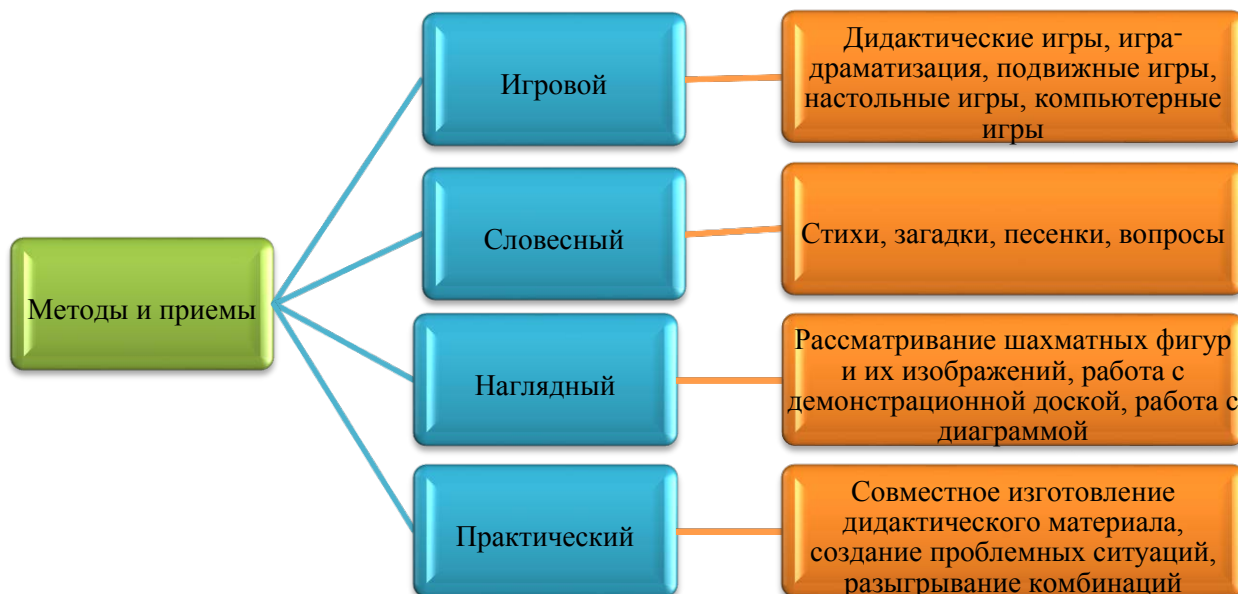 Методы и приемы
Игровой
Дидактические игры, игра-
драматизация, подвижные игры,
настольные игры, компьютерные
игры
Словесный
Стихи, загадки, песенки, вопросы
Наглядный
Рассматривание шахматных фигур
и их изображений, работа с
демонстрационной доской, работа с
диаграммой
Практический
Совместное изготовление
дидактического материала,
создание проблемных ситуаций,
разыгрывание комбинаций